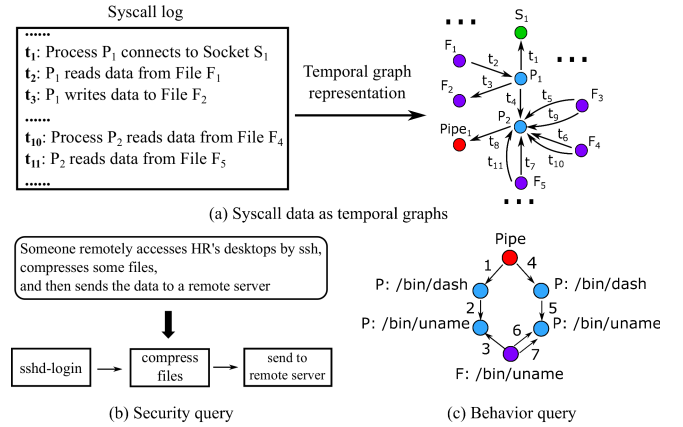 Syscall log
......
t1: Process P1 connects to Socket S1
t2: P1 reads data from File F1
t3: P1 writes data to File F2
......
t10: Process P2 reads data from File F4
t11: P2 reads data from File F5
......
Temporal graph
representation
...
S1
F1
t1
...
t2
P1
t3
F2
t4
t5
F3
P2
t9
Pipe1
t8
t6
F4
t11
t7
t10
F5
...
(a) Syscall data as temporal graphs
Someone remotely accesses HR's desktops by ssh,
compresses some files,
and then sends the data to a remote server
sshd-login
compress
files
send to
remote server
(b) Security query
Pipe
1
4
P: /bin/dash
P: /bin/dash
2
5
P: /bin/uname
P: /bin/uname
6
3
7
F: /bin/uname
(c) Behavior query